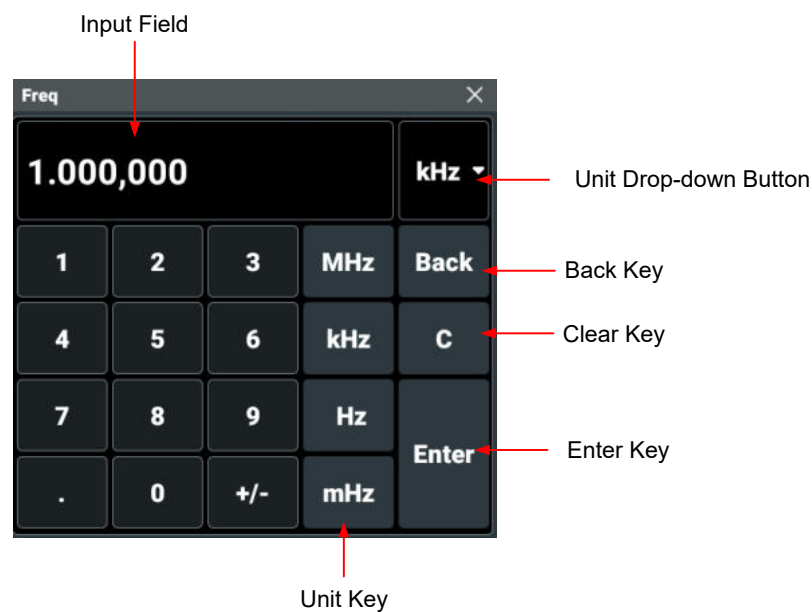 Input Field
Freq
1.000,000 kHz
Unit Drop-down Button
1 2 3 MHz Back
Back Key
4 5 6 kHz C
Clear Key
7 8 9 Hz
Enter
Enter Key
. 0 +/- mHz
Unit Key